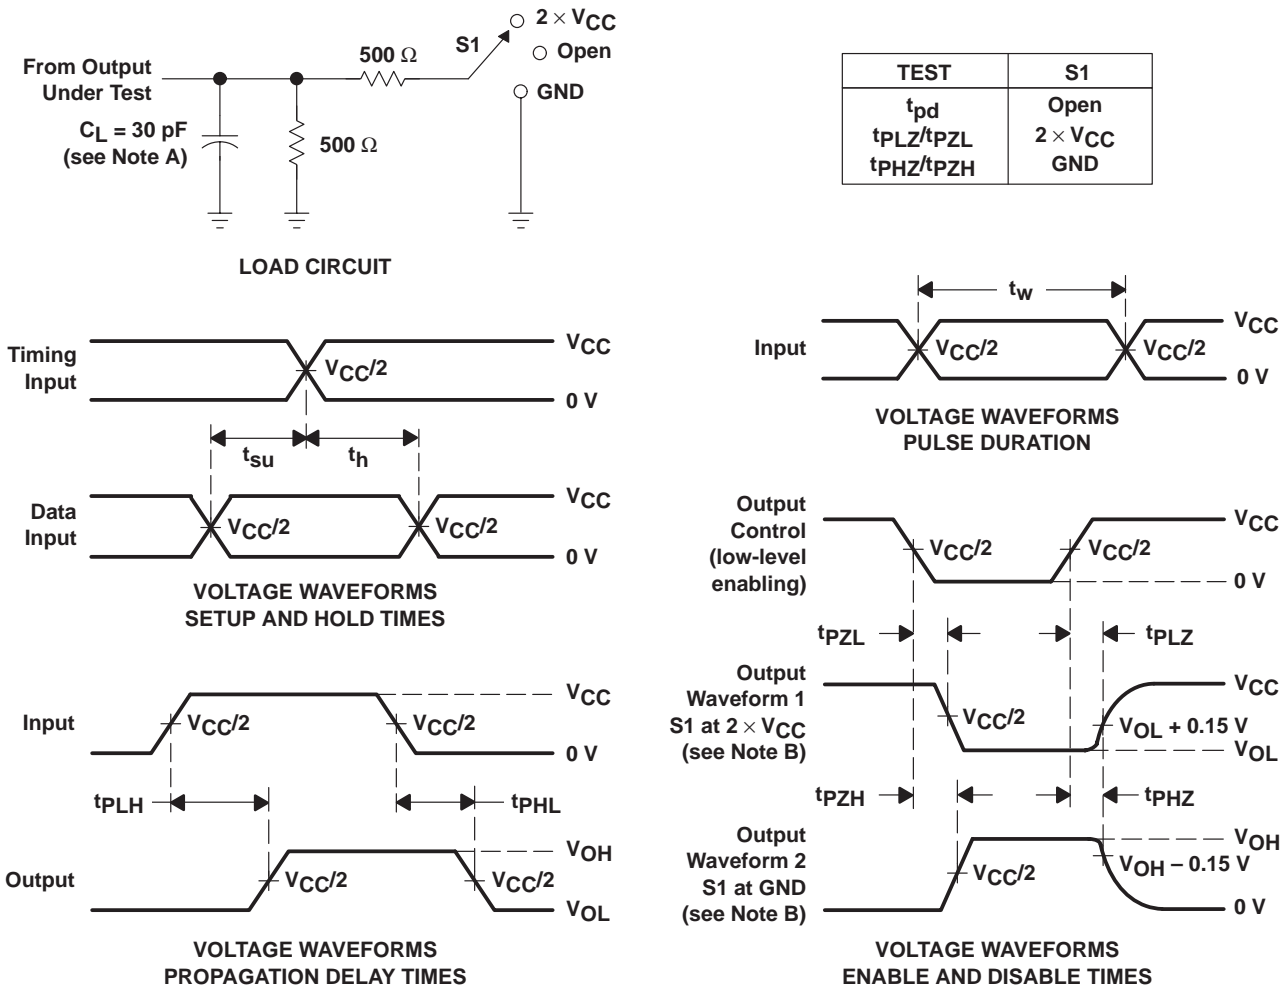 2 × VCC
S1
Open
500 Ω
From Output
Under Test
GND
CL = 30 pF
(see Note A)
500 Ω
LOAD CIRCUIT
TEST S1
tpd Open
tPLZ/tPZL 2 × VCC
tPHZ/tPZH GND
Timing
Input
VCC
VCC/2
0 V
tsu
th
Data
Input
VCC
VCC/2
VCC/2
0 V
VOLTAGE WAVEFORMS
SETUP AND HOLD TIMES
tw
Input
VCC
VCC/2
VCC/2
0 V
VOLTAGE WAVEFORMS
PULSE DURATION
Input
VCC
VCC/2
VCC/2
0 V
tPLH
tPHL
Output
VOH
VCC/2
VCC/2
VOL
VOLTAGE WAVEFORMS
PROPAGATION DELAY TIMES
Output
Control
(low-level
enabling)
VCC
VCC/2
VCC/2
0 V
tPZL
tPLZ
Output
Waveform 1
S1 at 2 × VCC
(see Note B)
VCC
VCC/2
VOL + 0.15 V
VOL
tPZH
tPHZ
Output
Waveform 2
S1 at GND
(see Note B)
VOH
VCC/2
VOH − 0.15 V
0 V
VOLTAGE WAVEFORMS
ENABLE AND DISABLE TIMES